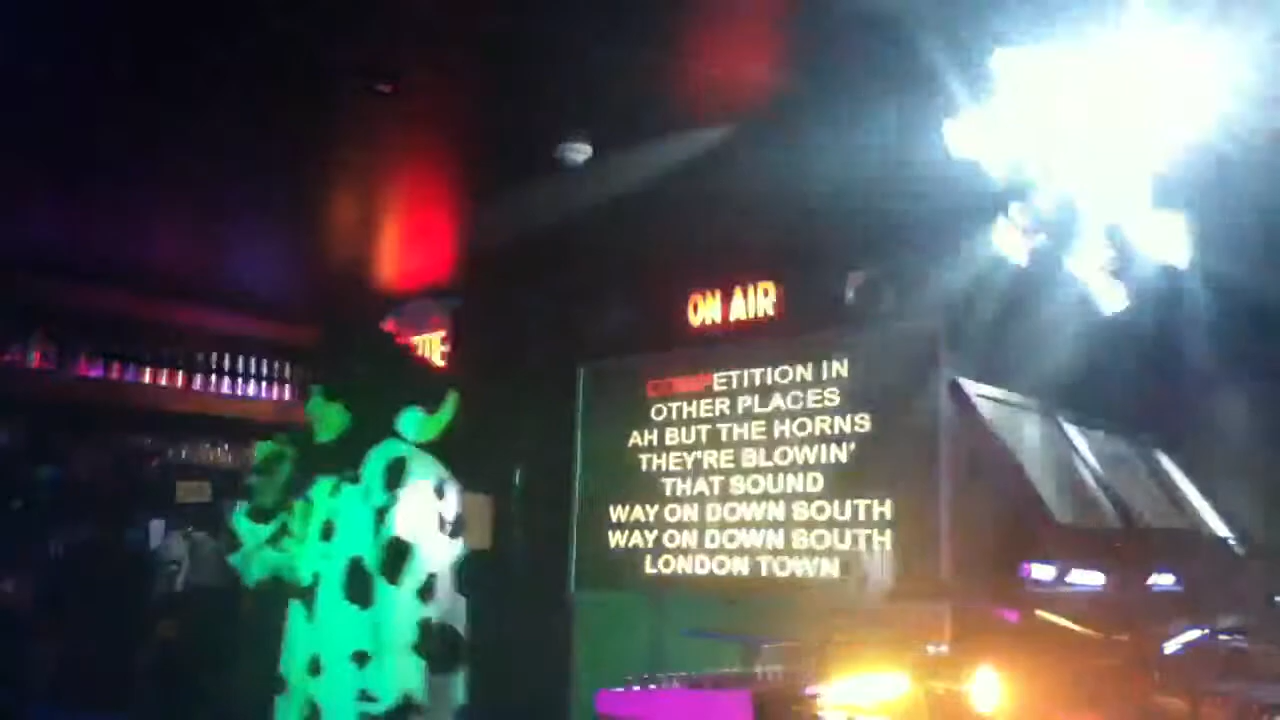 ON AIR
COMPETITION IN
OTHER PLACES
AH BUT THE HORNS
THEY'RE BLOWIN'
THAT SOUND
WAY ON DOWN SOUTH
WAY ON DOWN SOUTH
LONDON TOWN